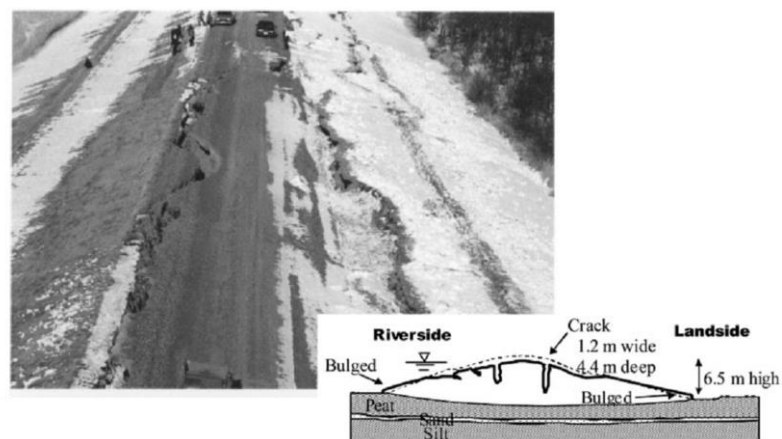 Riverside
Crack
1.2 m wide
4.4 m deep
Landside
Bulged
6.5 m high
Bulged
Peat
Sand
Silt